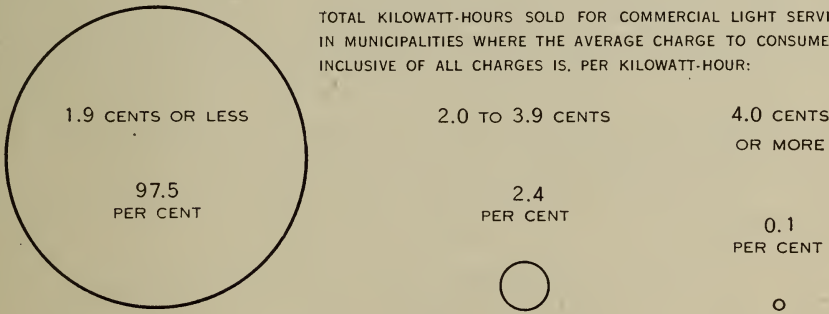 TOTAL KILOWATT-HOURS SOLD FOR COMMERCIAL LIGHT SERVI
IN MUNICIPALITIES WHERE THE AVERAGE CHARGE TO CONSUME
INCLUSIVE OF ALL CHARGES IS, PER KILOWATT-HOUR:
1.9 CENTS OR LESS
97.5
PER CENT
2.0 TO 3.9 CENTS
2.4
PER CENT
4.0 CENTS
OR MORE
0.1
PER CENT